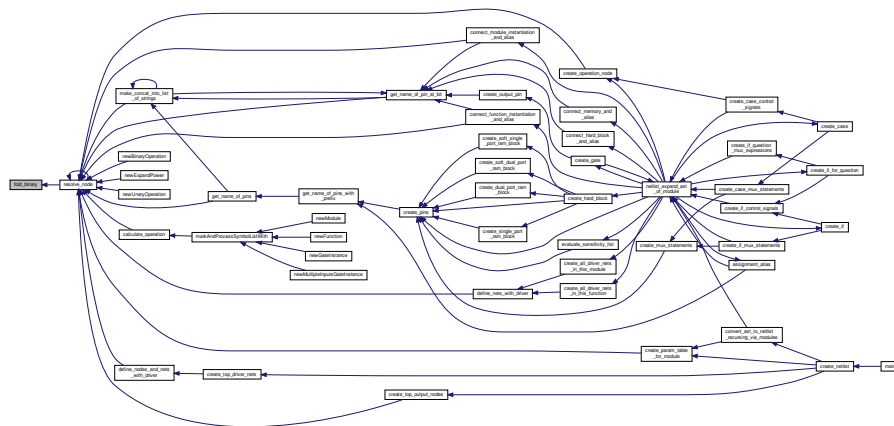 fold_binary
resolve_node
make_concat_into_list
_of_strings
newBinaryOperation
newExpandPower
newUnaryOperation
calculate_operation
define_nodes_and_nets
_with_driver
get_name_of_pins
markAndProcessSymbolListWith
create_top_driver_nets
get_name_of_pins_with
_prefix
newModule
newFunction
newGateInstance
newMultipleInputsGateInstance
get_name_of_pin_at_bit
create_pins
create_top_output_nodes
connect_module_instantiation
_and_alias
create_output_pin
connect_function_instantiation
_and_alias
create_soft_single
_port_ram_block
create_soft_dual_port
_ram_block
create_dual_port_ram
_block
create_single_port
_ram_block
define_nets_with_driver
create_operation_node
connect_memory_and
_alias
connect_hard_block
_and_alias
create_gate
create_hard_block
evaluate_sensitivity_list
create_all_driver_nets
_in_this_module
create_all_driver_nets
_in_this_function
netlist_expand_ast
_of_module
create_mux_statements
create_param_table
_for_module
create_case_control
_signals
create_if_question
_mux_expressions
create_case_mux_statements
create_if_control_signals
create_if_mux_statements
assignment_alias
convert_ast_to_netlist
_recursing_via_modules
create_case
create_if_for_question
create_if
create_netlist
main